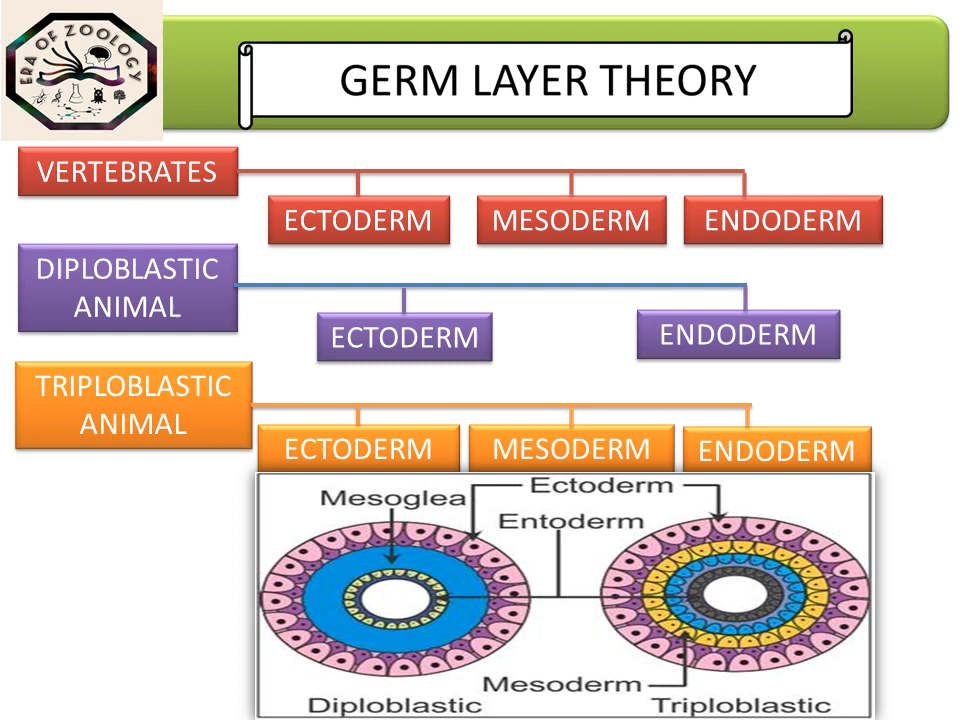 ERA OF ZOOLOGY
GERM LAYER THEORY
VERTEBRATES
ECTODERM
MESODERM
ENDODERM
DIPLOBLASTIC
ANIMAL
ECTODERM
ENDODERM
TRIPLOBLASTIC
ANIMAL
ECTODERM
MESODERM
ENDODERM
Mesoglea
Ectoderm
Entoderm
Mesoderm
Diploblastic
Triploblastic